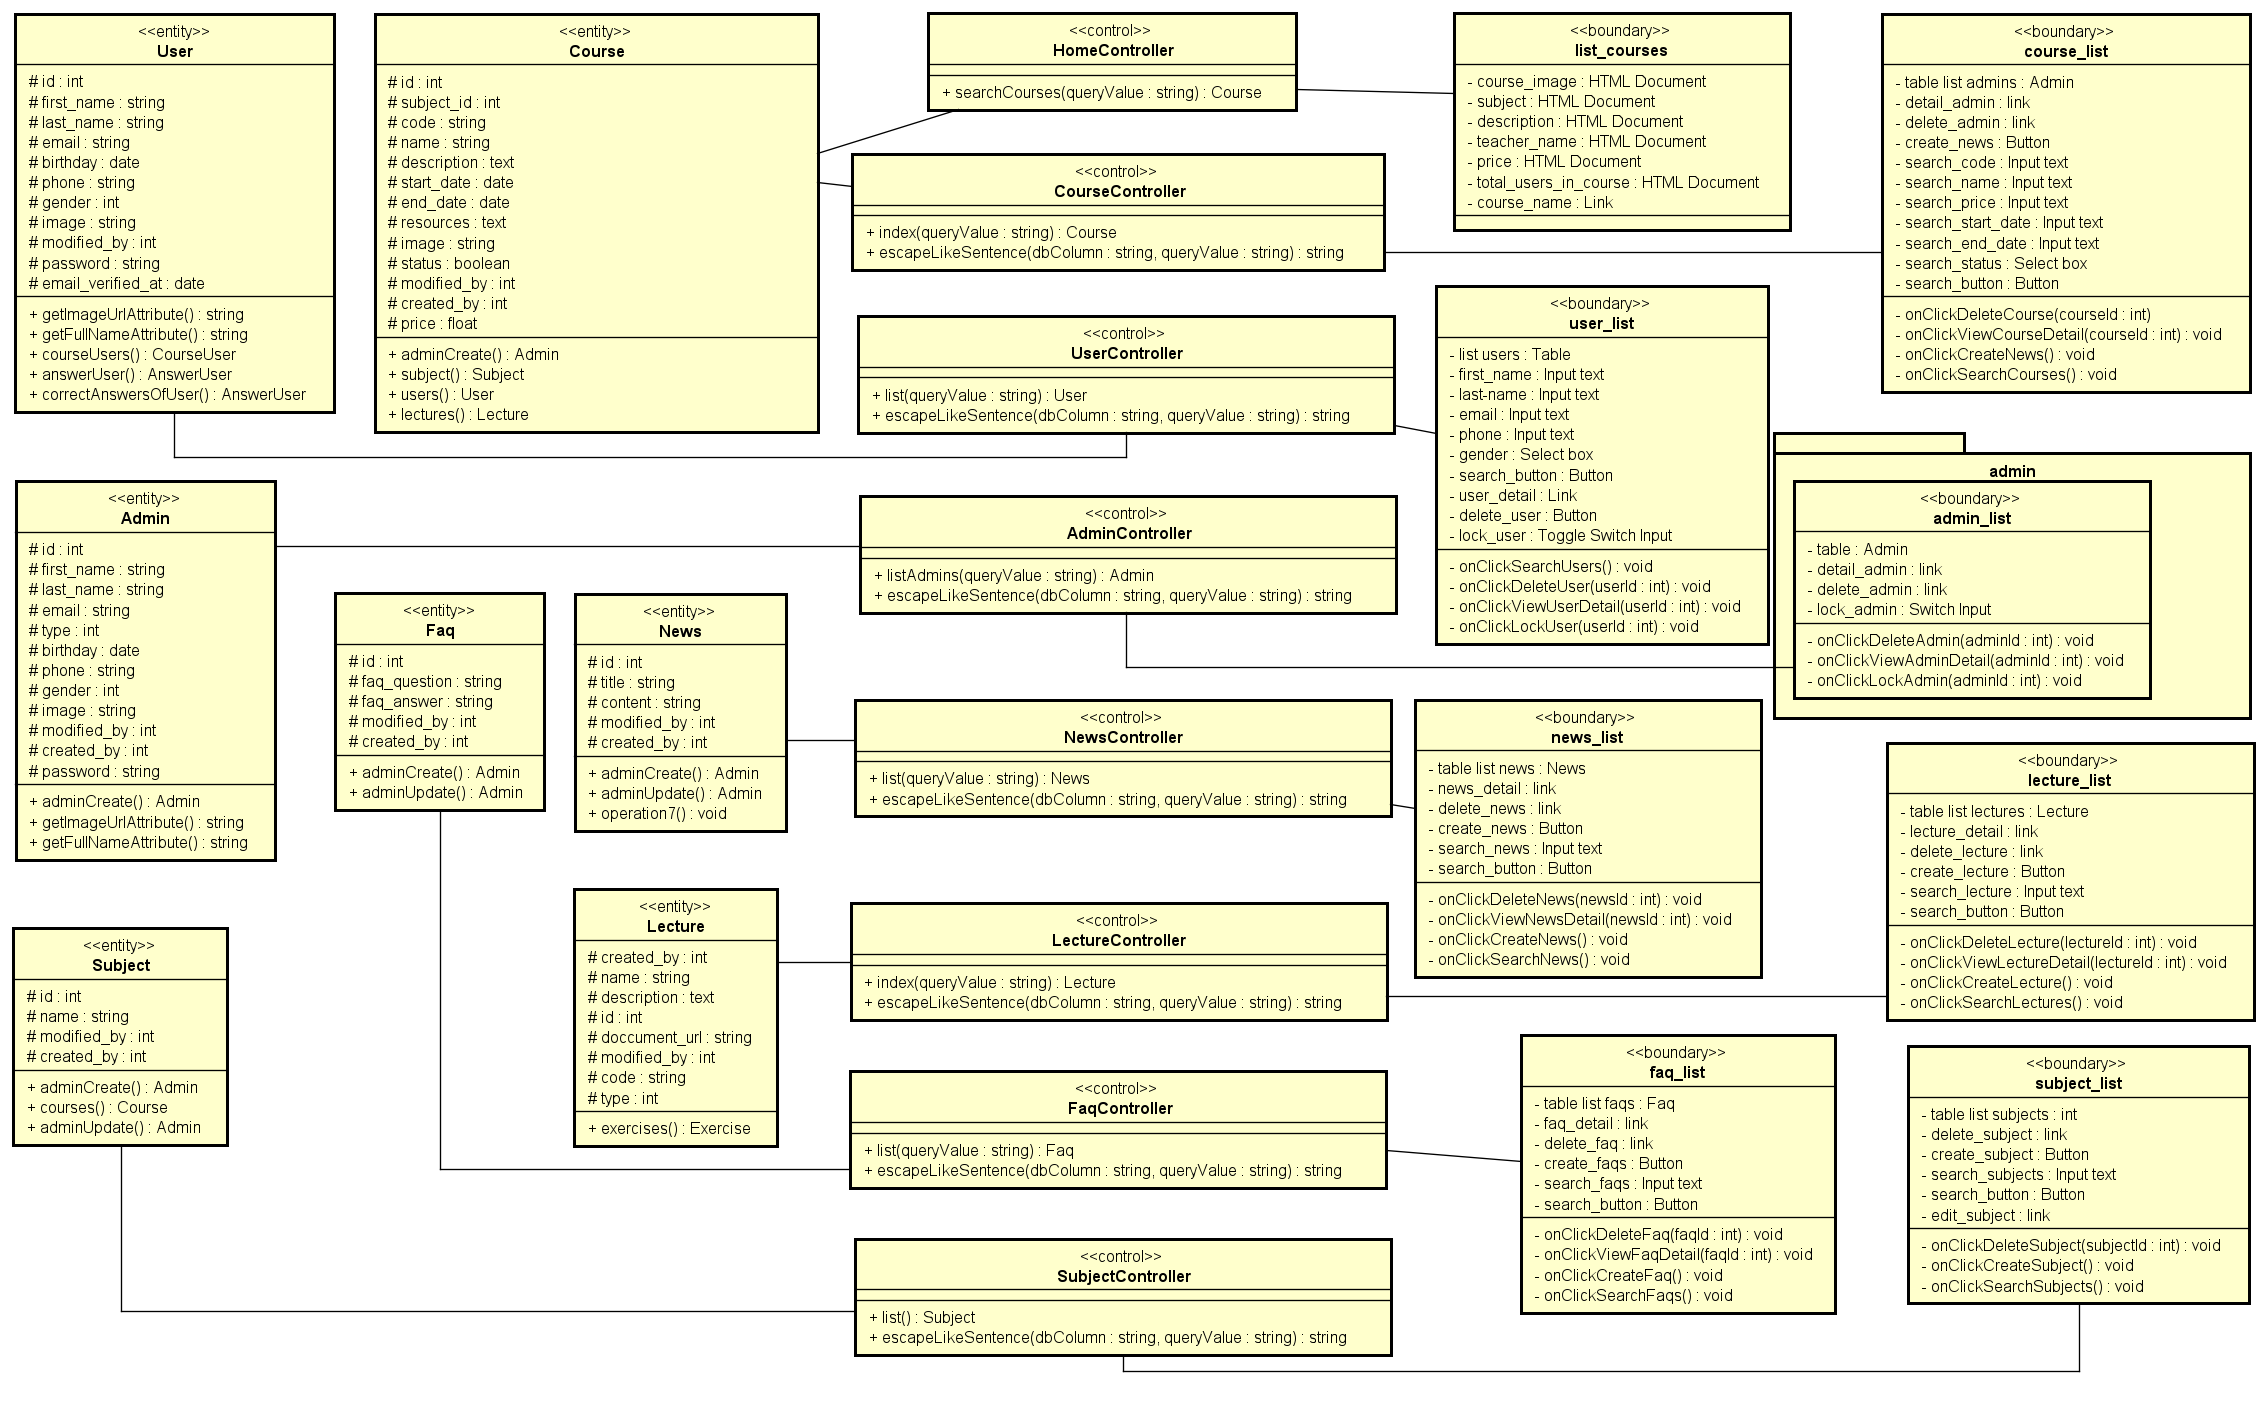 <<entity>>
User
# id : int
# first_name : string
# last_name : string
# email : string
# birthday : date
# phone : string
# gender : int
# image : string
# modified_by : int
# password : string
# email_verified_at : date
+ getImageUrlAttribute() : string
+ getFullNameAttribute() : string
+ courseUsers() : CourseUser
+ answerUser() : AnswerUser
+ correctAnswersOfUser() : AnswerUser
<<entity>>
Course
# id : int
# subject_id : int
# code : string
# name : string
# description : text
# start_date : date
# end_date : date
# resources : text
# image : string
# status : boolean
# modified_by : int
# created_by : int
# price : float
+ adminCreate() : Admin
+ subject() : Subject
+ users() : User
+ lectures() : Lecture
<<control>>
HomeController
+ searchCourses(queryValue : string) : Course
<<boundary>>
list_courses
- course_image : HTML Document
- subject : HTML Document
- description : HTML Document
- teacher_name : HTML Document
- price : HTML Document
- total_users_in_course : HTML Document
- course_name : Link
<<boundary>>
course_list
- table list admins : Admin
- detail_admin : link
- delete_admin : link
- create_news : Button
- search_code : Input text
- search_name : Input text
- search_price : Input text
- search_start_date : Input text
- search_end_date : Input text
- search_status : Select box
- search_button : Button
- onClickDeleteCourse(courseId : int)
- onClickViewCourseDetail(courseId : int) : void
- onClickCreateNews() : void
- onClickSearchCourses() : void
<<control>>
CourseController
+ index(queryValue : string) : Course
+ escapeLikeSentence(dbColumn : string, queryValue : string) : string
<<control>>
UserController
+ list(queryValue : string) : User
+ escapeLikeSentence(dbColumn : string, queryValue : string) : string
<<boundary>>
user_list
- list users : Table
- first_name : Input text
- last-name : Input text
- email : Input text
- phone : Input text
- gender : Select box
- search_button : Button
- user_detail : Link
- delete_user : Button
- lock_user : Toggle Switch Input
- onClickSearchUsers() : void
- onClickDeleteUser(userId : int) : void
- onClickViewUserDetail(userId : int) : void
- onClickLockUser(userId : int) : void
admin
<<boundary>>
admin_list
- table : Admin
- detail_admin : link
- delete_admin : link
- lock_admin : Switch Input
- onClickDeleteAdmin(adminId : int) : void
- onClickViewAdminDetail(adminId : int) : void
- onClickLockAdmin(adminId : int) : void
<<entity>>
Admin
# id : int
# first_name : string
# last_name : string
# email : string
# type : int
# birthday : date
# phone : string
# gender : int
# image : string
# modified_by : int
# created_by : int
# password : string
+ adminCreate() : Admin
+ getImageUrlAttribute() : string
+ getFullNameAttribute() : string
<<control>>
AdminController
+ listAdmins(queryValue : string) : Admin
+ escapeLikeSentence(dbColumn : string, queryValue : string) : string
<<entity>>
Faq
# id : int
# faq_question : string
# faq_answer : string
# modified_by : int
# created_by : int
+ adminCreate() : Admin
+ adminUpdate() : Admin
<<entity>>
News
# id : int
# title : string
# content : string
# modified_by : int
# created_by : int
+ adminCreate() : Admin
+ adminUpdate() : Admin
+ operation7() : void
<<control>>
NewsController
+ list(queryValue : string) : News
+ escapeLikeSentence(dbColumn : string, queryValue : string) : string
<<boundary>>
news_list
- table list news : News
- news_detail : link
- delete_news : link
- create_news : Button
- search_news : Input text
- search_button : Button
- onClickDeleteNews(newsId : int) : void
- onClickViewNewsDetail(newsId : int) : void
- onClickCreateNews() : void
- onClickSearchNews() : void
<<boundary>>
lecture_list
- table list lectures : Lecture
- lecture_detail : link
- delete_lecture : link
- create_lecture : Button
- search_lecture : Input text
- search_button : Button
- onClickDeleteLecture(lectureId : int) : void
- onClickViewLectureDetail(lectureId : int) : void
- onClickCreateLecture() : void
- onClickSearchLectures() : void
<<entity>>
Subject
# id : int
# name : string
# modified_by : int
# created_by : int
+ adminCreate() : Admin
+ courses() : Course
+ adminUpdate() : Admin
<<entity>>
Lecture
# created_by : int
# name : string
# description : text
# id : int
# doccument_url : string
# modified_by : int
# code : string
# type : int
+ exercises() : Exercise
<<control>>
LectureController
+ index(queryValue : string) : Lecture
+ escapeLikeSentence(dbColumn : string, queryValue : string) : string
<<control>>
FaqController
+ list(queryValue : string) : Faq
+ escapeLikeSentence(dbColumn : string, queryValue : string) : string
<<boundary>>
faq_list
- table list faqs : Faq
- faq_detail : link
- delete_faq : link
- create_faqs : Button
- search_faqs : Input text
- search_button : Button
- onClickDeleteFaq(faqId : int) : void
- onClickViewFaqDetail(faqId : int) : void
- onClickCreateFaq() : void
- onClickSearchFaqs() : void
<<boundary>>
subject_list
- table list subjects : int
- delete_subject : link
- create_subject : Button
- search_subjects : Input text
- search_button : Button
- edit_subject : link
- onClickDeleteSubject(subjectId : int) : void
- onClickCreateSubject() : void
- onClickSearchSubjects() : void
<<control>>
SubjectController
+ list() : Subject
+ escapeLikeSentence(dbColumn : string, queryValue : string) : string